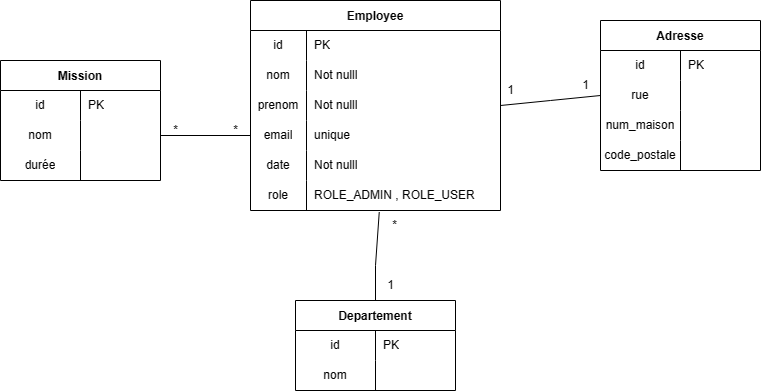 Employee
id PK
nom Not nulll
prenom Not nulll
email unique
date Not nulll
role ROLE_ADMIN , ROLE_USER
Mission
id PK
nom
durée
* *
1 1
Adresse
id PK
rue
num_maison
code_postale
*
1
Departement
id PK
nom